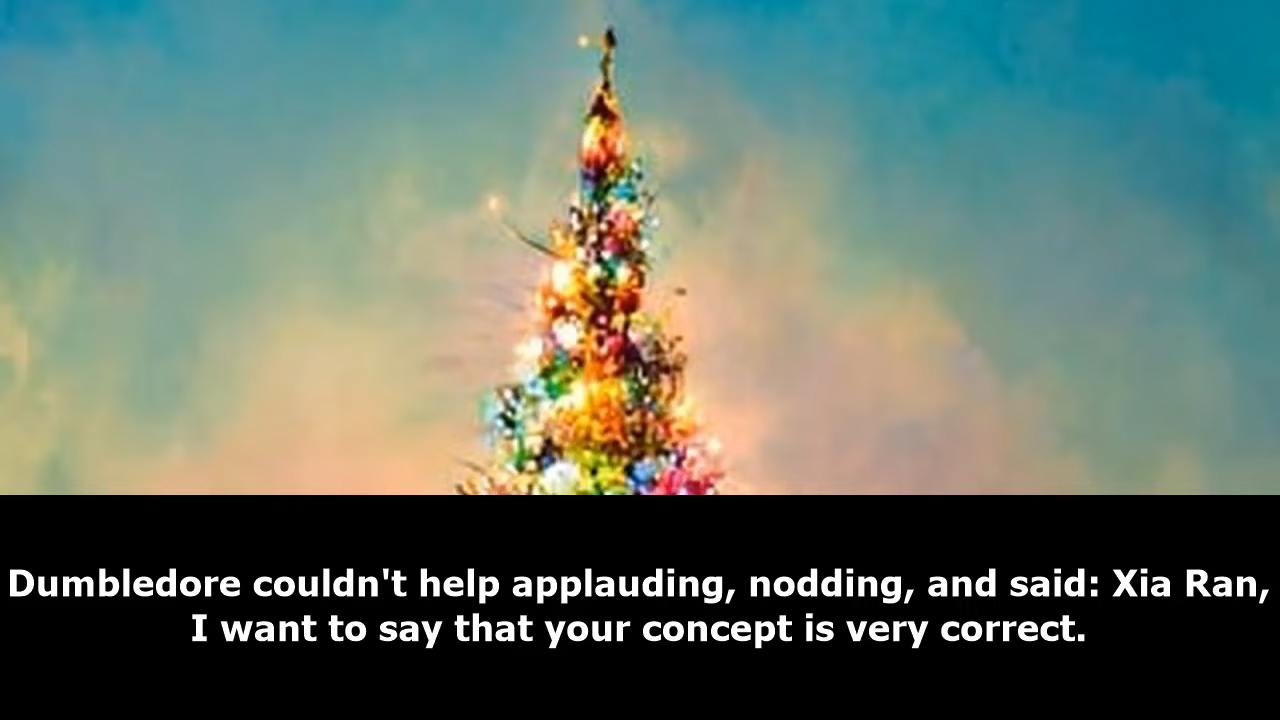 Dumbledore couldn't help applauding, nodding, and said: Xia Ran,
I want to say that your concept is very correct.